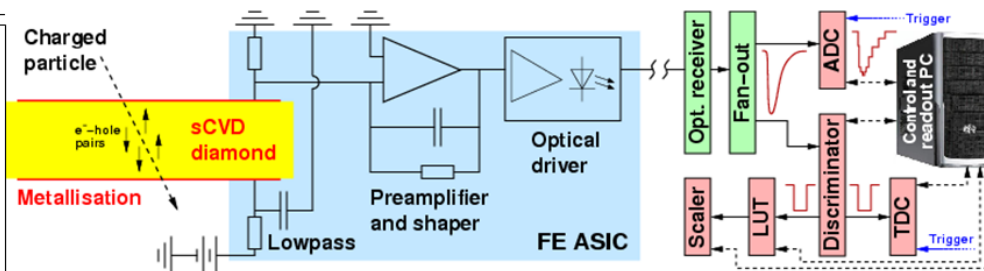 Charged
particle
e⁻-hole
pairs
sCVD
diamond
Metallisation
Lowpass
Preamplifier
and shaper
Optical
driver
FE ASIC
Opt. receiver
Fan-out
ADC
Trigger
Control and
readout PC
Discriminator
Scaler
LUT
TDC
Trigger